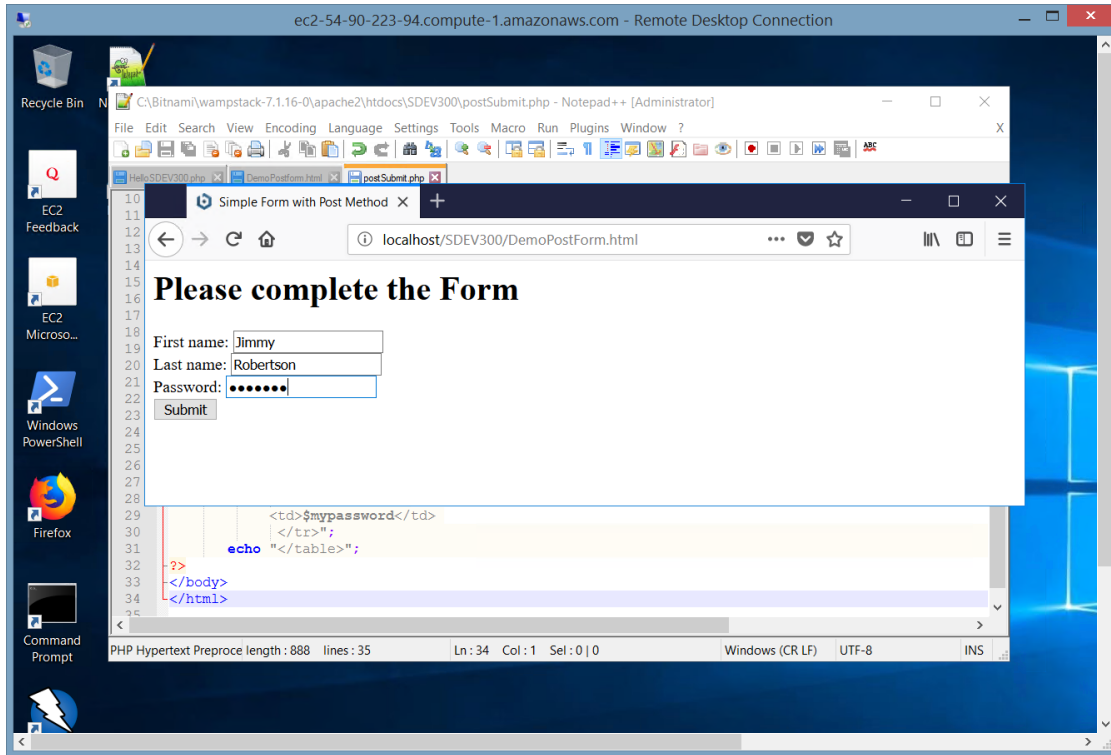 ec2-54-90-223-94.compute-1.amazonaws.com - Remote Desktop Connection
Recycle Bin
N
C:\Bitnami\wampstack-7.1.16-0\apache2\htdocs\SDEV300\postSubmit.php - Notepad++ [Administrator]
File Edit Search View Encoding Language Settings Tools Macro Run Plugins Window ?
X
HelloSDEV300.php
DemoPostform.html
postSubmit.php
EC2
Feedback
Simple Form with Post Method
localhost/SDEV300/DemoPostForm.html
Please complete the Form
First name: Jimmy
Last name: Robertson
Password: •••••••
Submit
EC2
Microso...
Windows
PowerShell
Firefox
Command
Prompt
10
11
12
13
14
15
16
17
18
19
20
21
22
23
24
25
26
27
28
29 <td>$mypassword</td>
30 </tr>";
31 echo "</table>";
32 ?>
33 </body>
34 </html>
35
PHP Hypertext Preproce length : 888 lines : 35 Ln : 34 Col : 1 Sel : 0 | 0 Windows (CR LF) UTF-8 INS